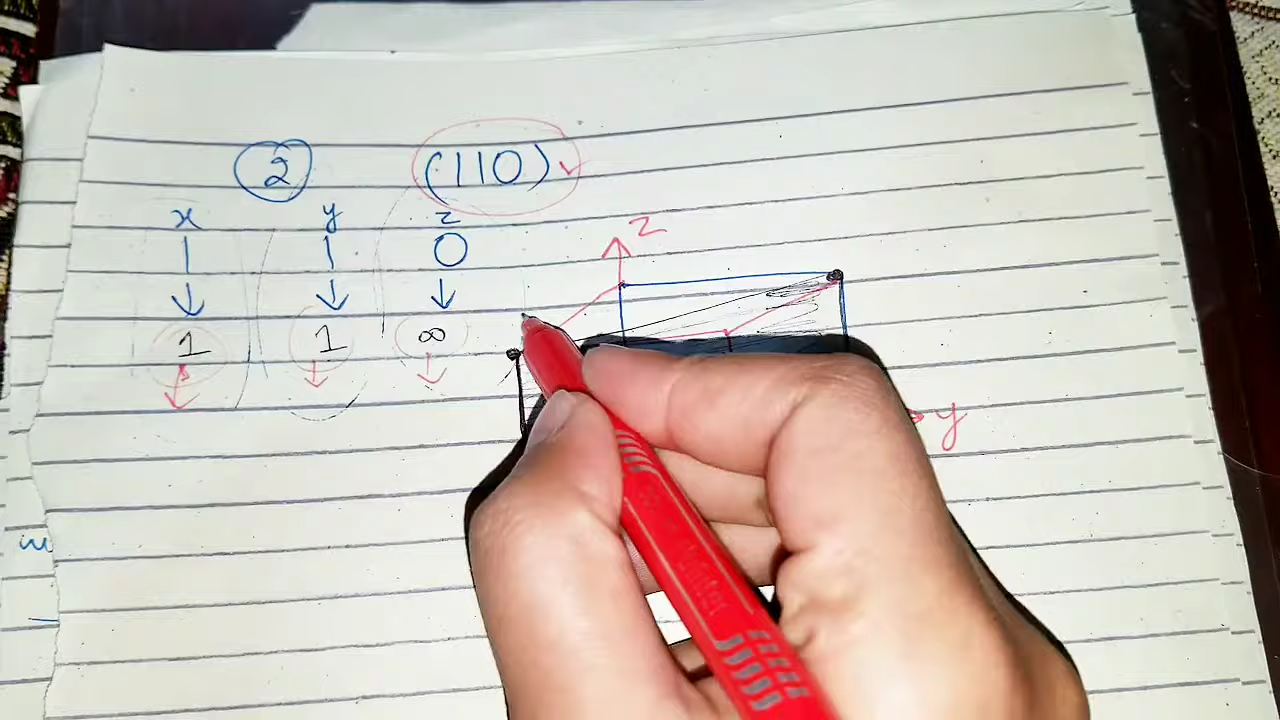 2 (110)
x y z
1 1 0
↓ ↓ ↓
1 1 ∞
z
y